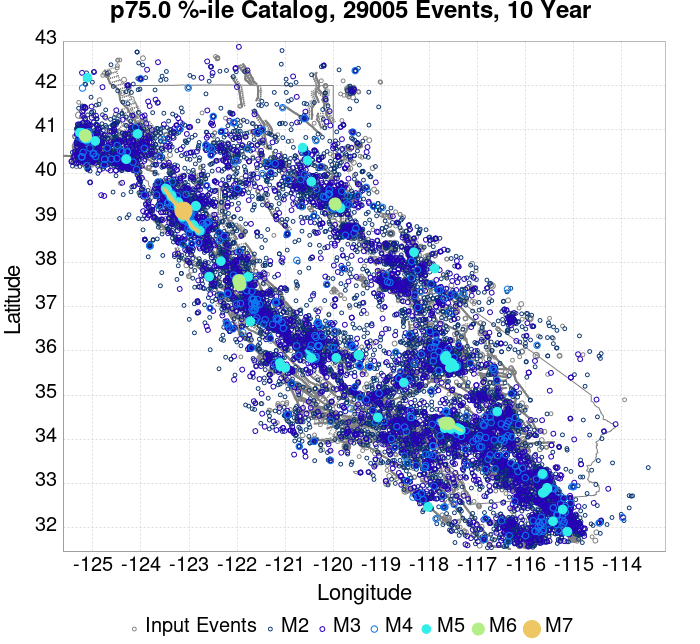 p75.0 %-ile Catalog, 29005 Events, 10 Year
43
42
41
40
39
38
37
36
35
34
33
32
Latitude
-125 -124 -123 -122 -121 -120 -119 -118 -117 -116 -115 -114
Longitude
Input Events M2 M3 M4 M5 M6 M7